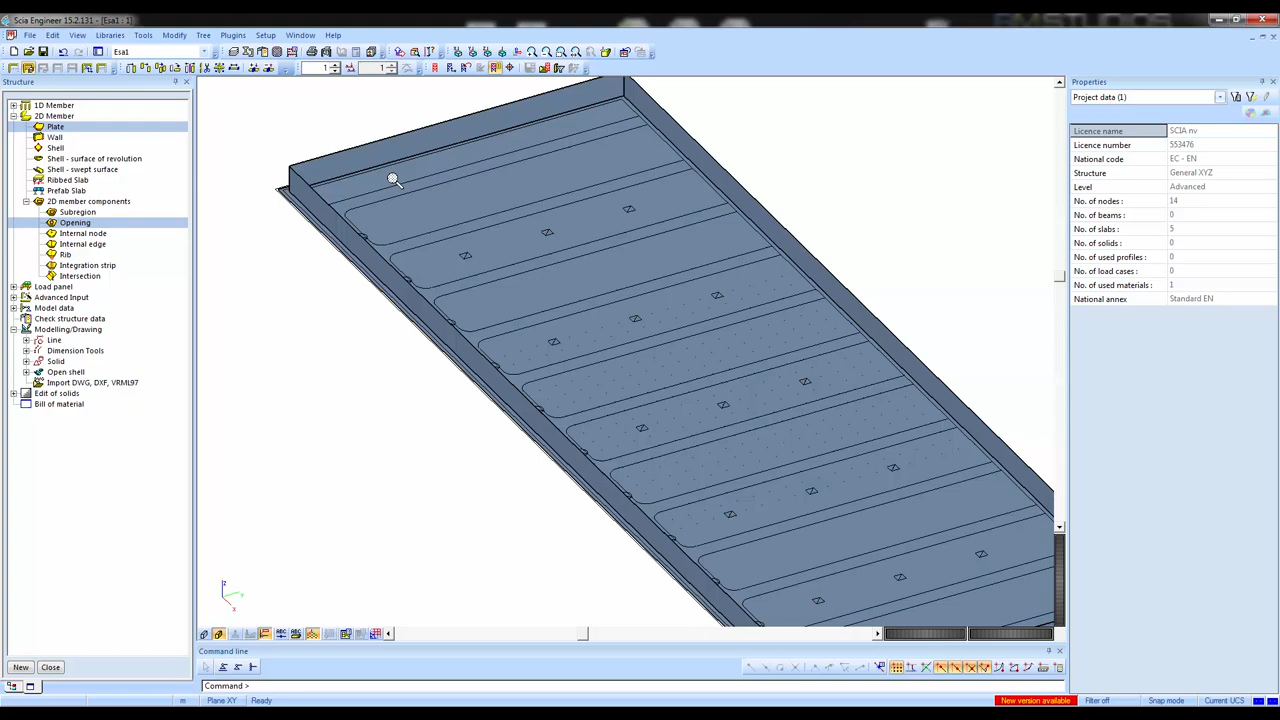 Scia Engineer 15.2.131 - [Esa1 : 1]
File Edit View Libraries Tools Modify Tree Plugins Setup Window Help
Esa1
1 1
Structure
1D Member
2D Member
Plate
Wall
Shell
Shell - surface of revolution
Shell - swept surface
Ribbed Slab
Prefab Slab
2D member components
Subregion
Opening
Internal node
Internal edge
Rib
Integration strip
Intersection
Load panel
Advanced Input
Model data
Check structure data
Modelling/Drawing
Line
Dimension Tools
Solid
Open shell
Import DWG, DXF, VRML97
Edit of solids
Bill of material
New Close
z
y
x
Properties
Project data (1)
Licence name SCIA nv
Licence number 553476
National code EC - EN
Structure General XYZ
Level Advanced
No. of nodes : 14
No. of beams : 0
No. of slabs : 5
No. of solids : 0
No. of used profiles : 0
No. of load cases : 0
No. of used materials : 1
National annex Standard EN
Command line
Command >
m Plane XY Ready New version available Filter off Snap mode Current UCS